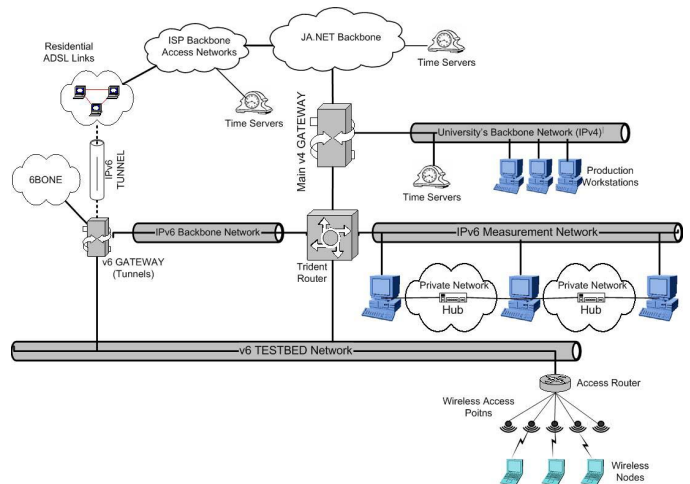 Residential
ADSL Links
ISP Backbone
Access Networks
JA.NET Backbone
Time Servers
Time Servers
Main v4 GATEWAY
University's Backbone Network (IPv4)
Time Servers
Production
Workstations
IPv6
TUNNEL
6BONE
v6 GATEWAY
(Tunnels)
IPv6 Backbone Network
Trident
Router
IPv6 Measurement Network
Private Network
Hub
Private Network
Hub
v6 TESTBED Network
Access Router
Wireless Access
Poitns
Wireless
Nodes